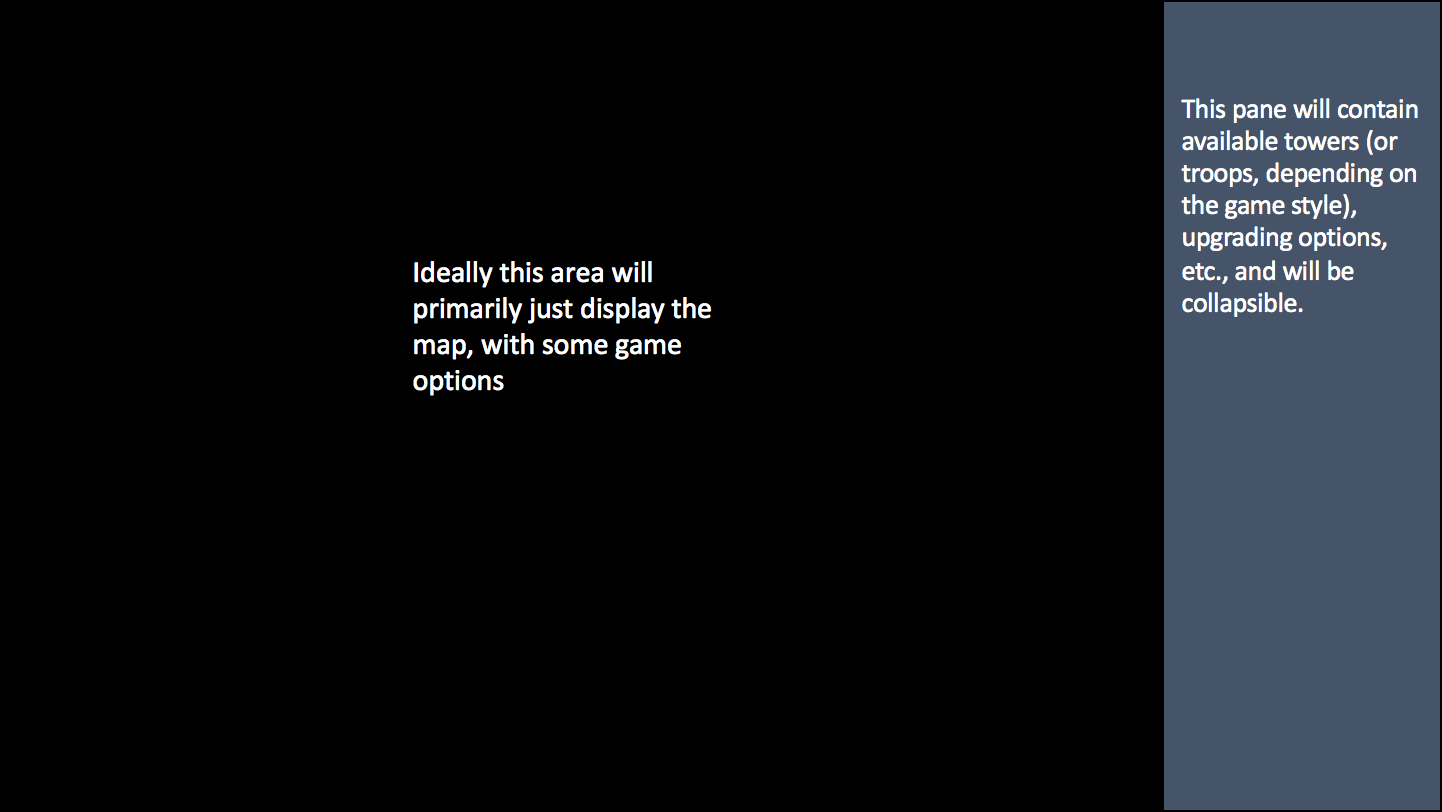 Ideally this area will
primarily just display the
map, with some game
options
This pane will contain
available towers (or
troops, depending on
the game style),
upgrading options,
etc., and will be
collapsible.